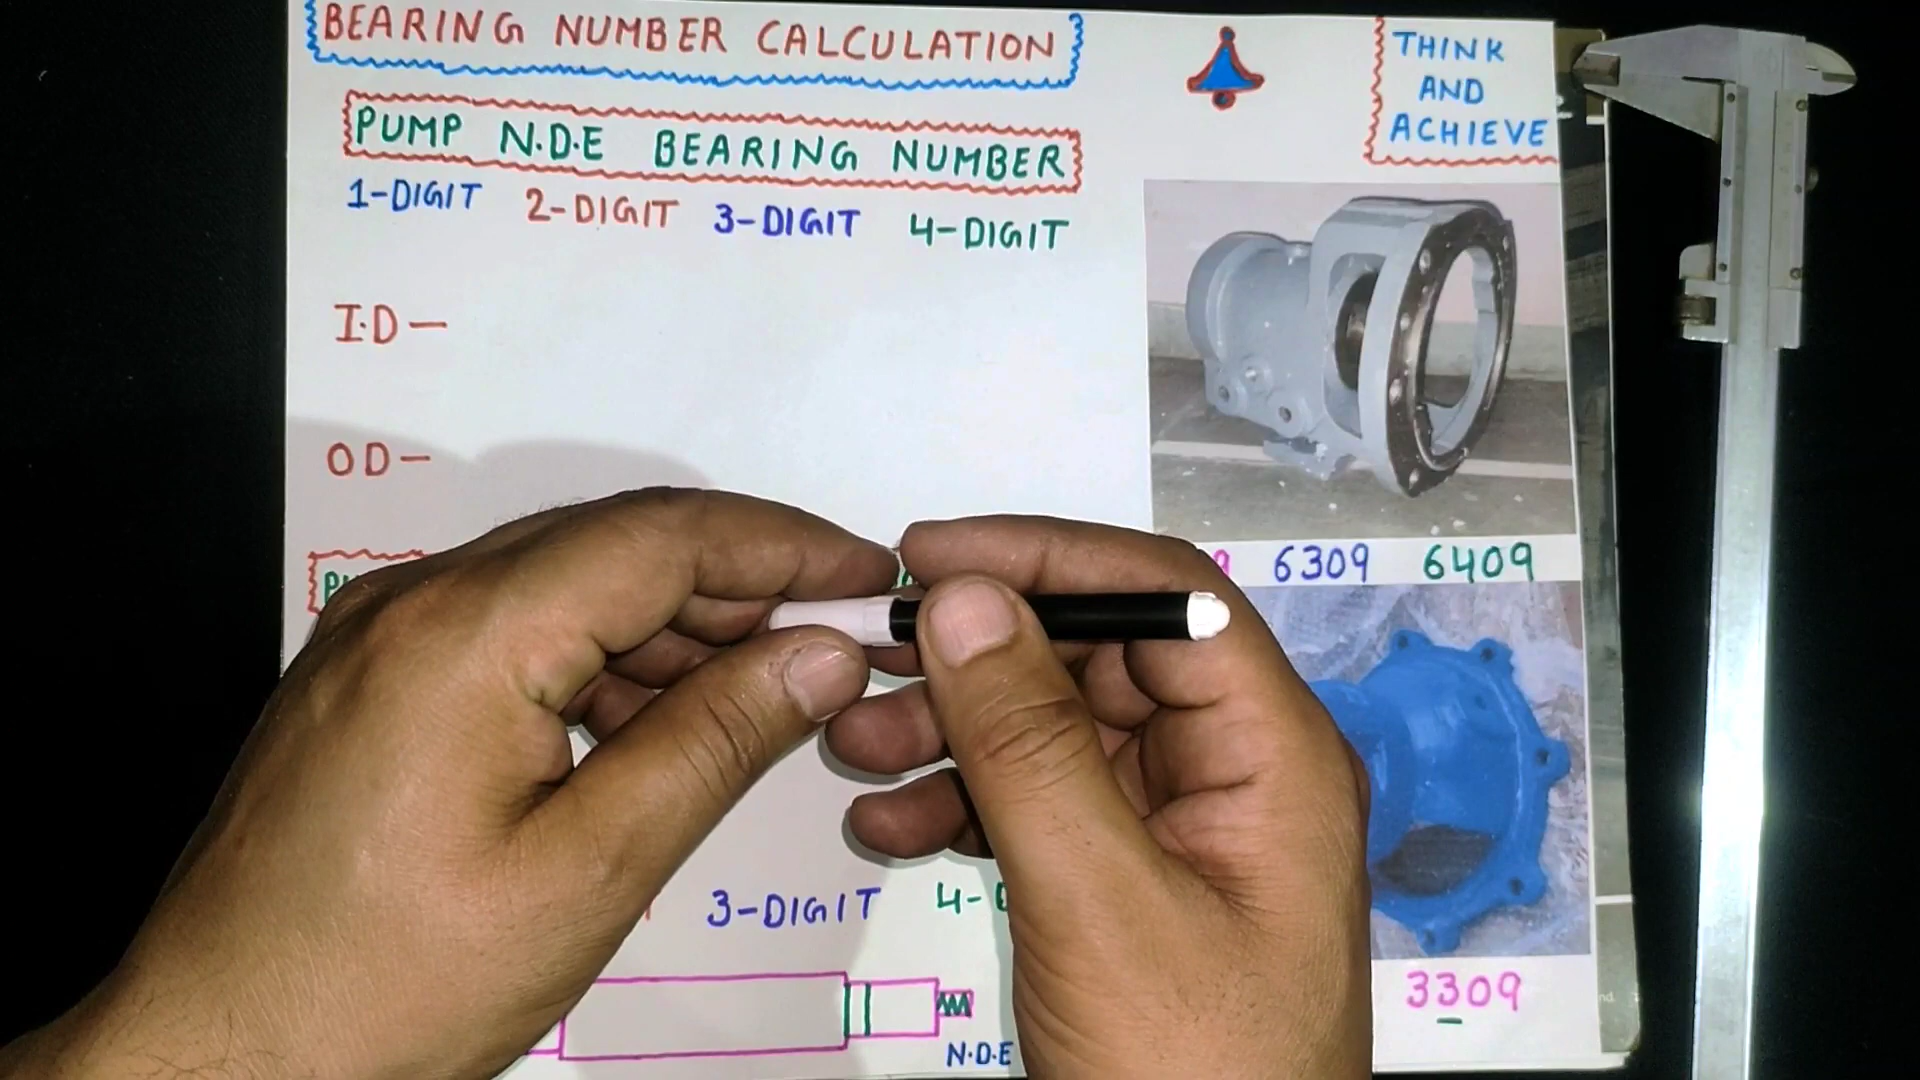 BEARING NUMBER CALCULATION
THINK
AND
ACHIEVE
PUMP N.D.E BEARING NUMBER
1-DIGIT 2-DIGIT 3-DIGIT 4-DIGIT
I.D-
OD-
6309 6409
3-DIGIT 4-
3309
N.D.E